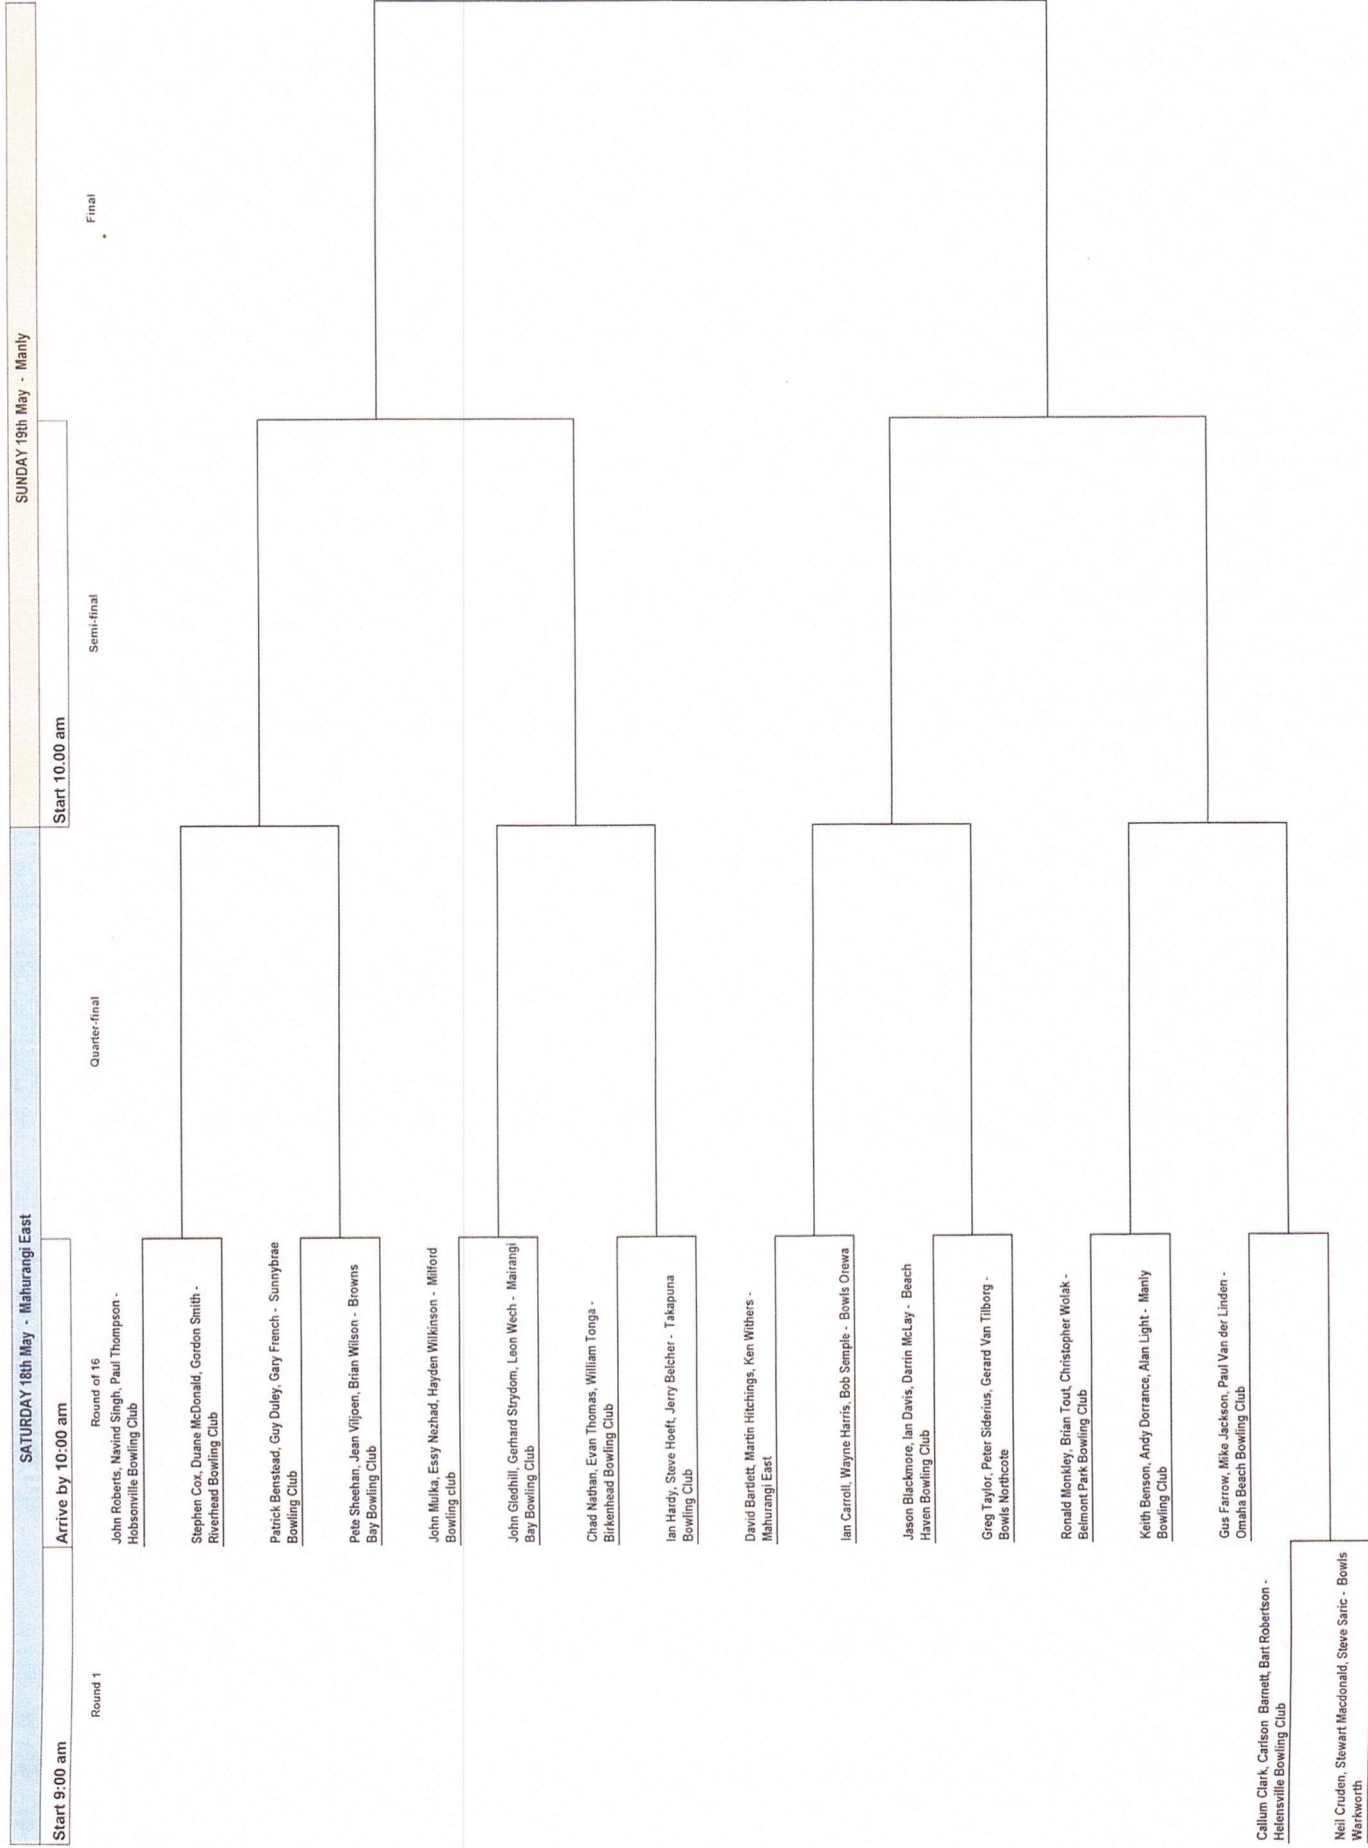 SATURDAY 18th May - Mahurangi East
SUNDAY 19th May - Manly
Start 9:00 am
Arrive by 10:00 am
Start 10.00 am
Round 1
Round of 16
Quarter-final
Semi-final
Final
John Roberts, Navind Singh, Paul Thompson -
Hobsonville Bowling Club
Stephen Cox, Duane McDonald, Gordon Smith -
Riverhead Bowling Club
Patrick Benstead, Guy Duley, Gary French - Sunnybrae
Bowling Club
Pete Sheehan, Jean Viljoen, Brian Wilson - Browns
Bay Bowling Club
John Mulka, Essy Nezhad, Hayden Wilkinson - Milford
Bowling club
John Gledhill, Gerhard Strydom, Leon Wech - Mairangi
Bay Bowling Club
Chad Nathan, Evan Thomas, William Tonga -
Birkenhead Bowling Club
Ian Hardy, Steve Hoeft, Jerry Belcher - Takapuna
Bowling Club
David Bartlett, Martin Hitchings, Ken Withers -
Mahurangi East
Ian Carroll, Wayne Harris, Bob Semple - Bowls Orewa
Jason Blackmore, Ian Davis, Darrin McLay - Beach
Haven Bowling Club
Greg Taylor, Peter Siderius, Gerard Van Tilborg -
Bowls Northcote
Ronald Monkley, Brian Tout, Christopher Wolak -
Belmont Park Bowling Club
Keith Benson, Andy Dorrance, Alan Light - Manly
Bowling Club
Gus Farrow, Mike Jackson, Paul Van der Linden -
Omaha Beach Bowling Club
Callum Clark, Carlson Barnett, Bart Robertson -
Helensville Bowling Club
Neil Cruden, Stewart Macdonald, Steve Saric - Bowls
Warkworth